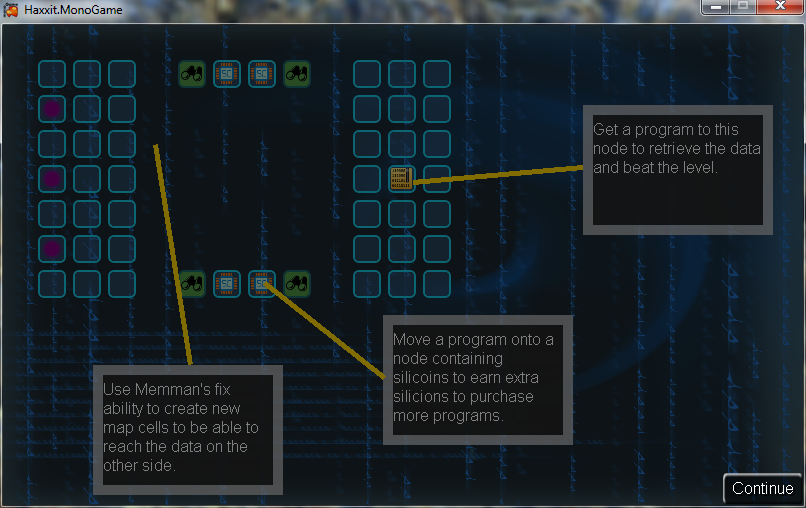 Haxxit.MonoGame
Get a program to this
node to retrieve the data
and beat the level.
Move a program onto a
node containing
silicoins to earn extra
silicions to purchase
more programs.
Use Memman's fix
ability to create new
map cells to be able to
reach the data on the
other side.
Continue